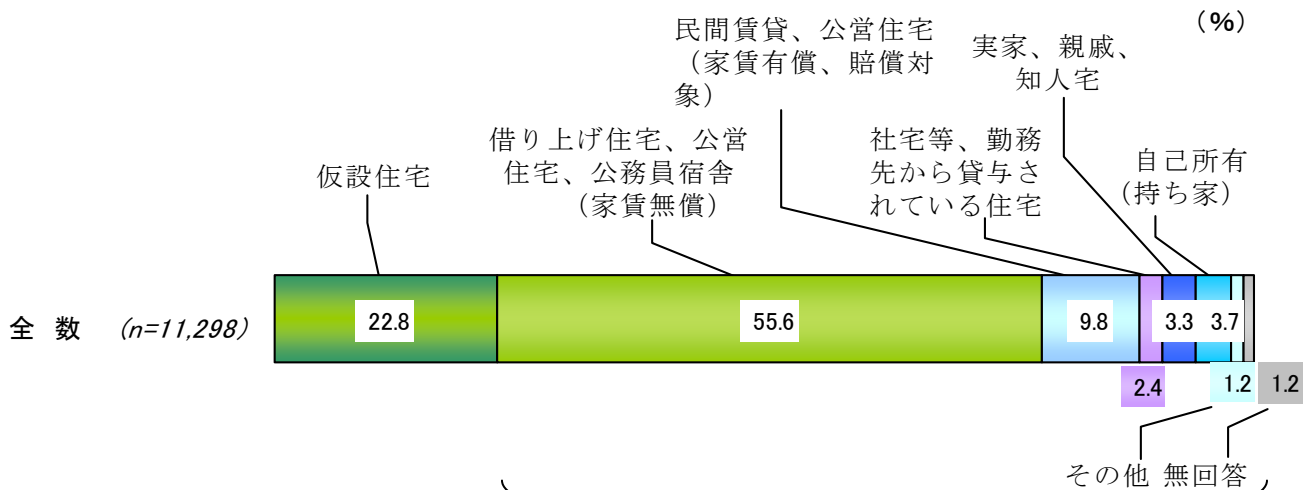 (%)
民間賃貸、公営住宅
（家賃有償、賠償対
象）
実家、親戚、
知人宅
借り上げ住宅、公営
住宅、公務員宿舎
（家賃無償）
社宅等、勤務
先から貸与さ
れている住宅
自己所有
（持ち家）
仮設住宅
全 数 (n=11,298)
22.8
55.6
9.8
3.3
3.7
2.4
1.2
1.2
その他
無回答